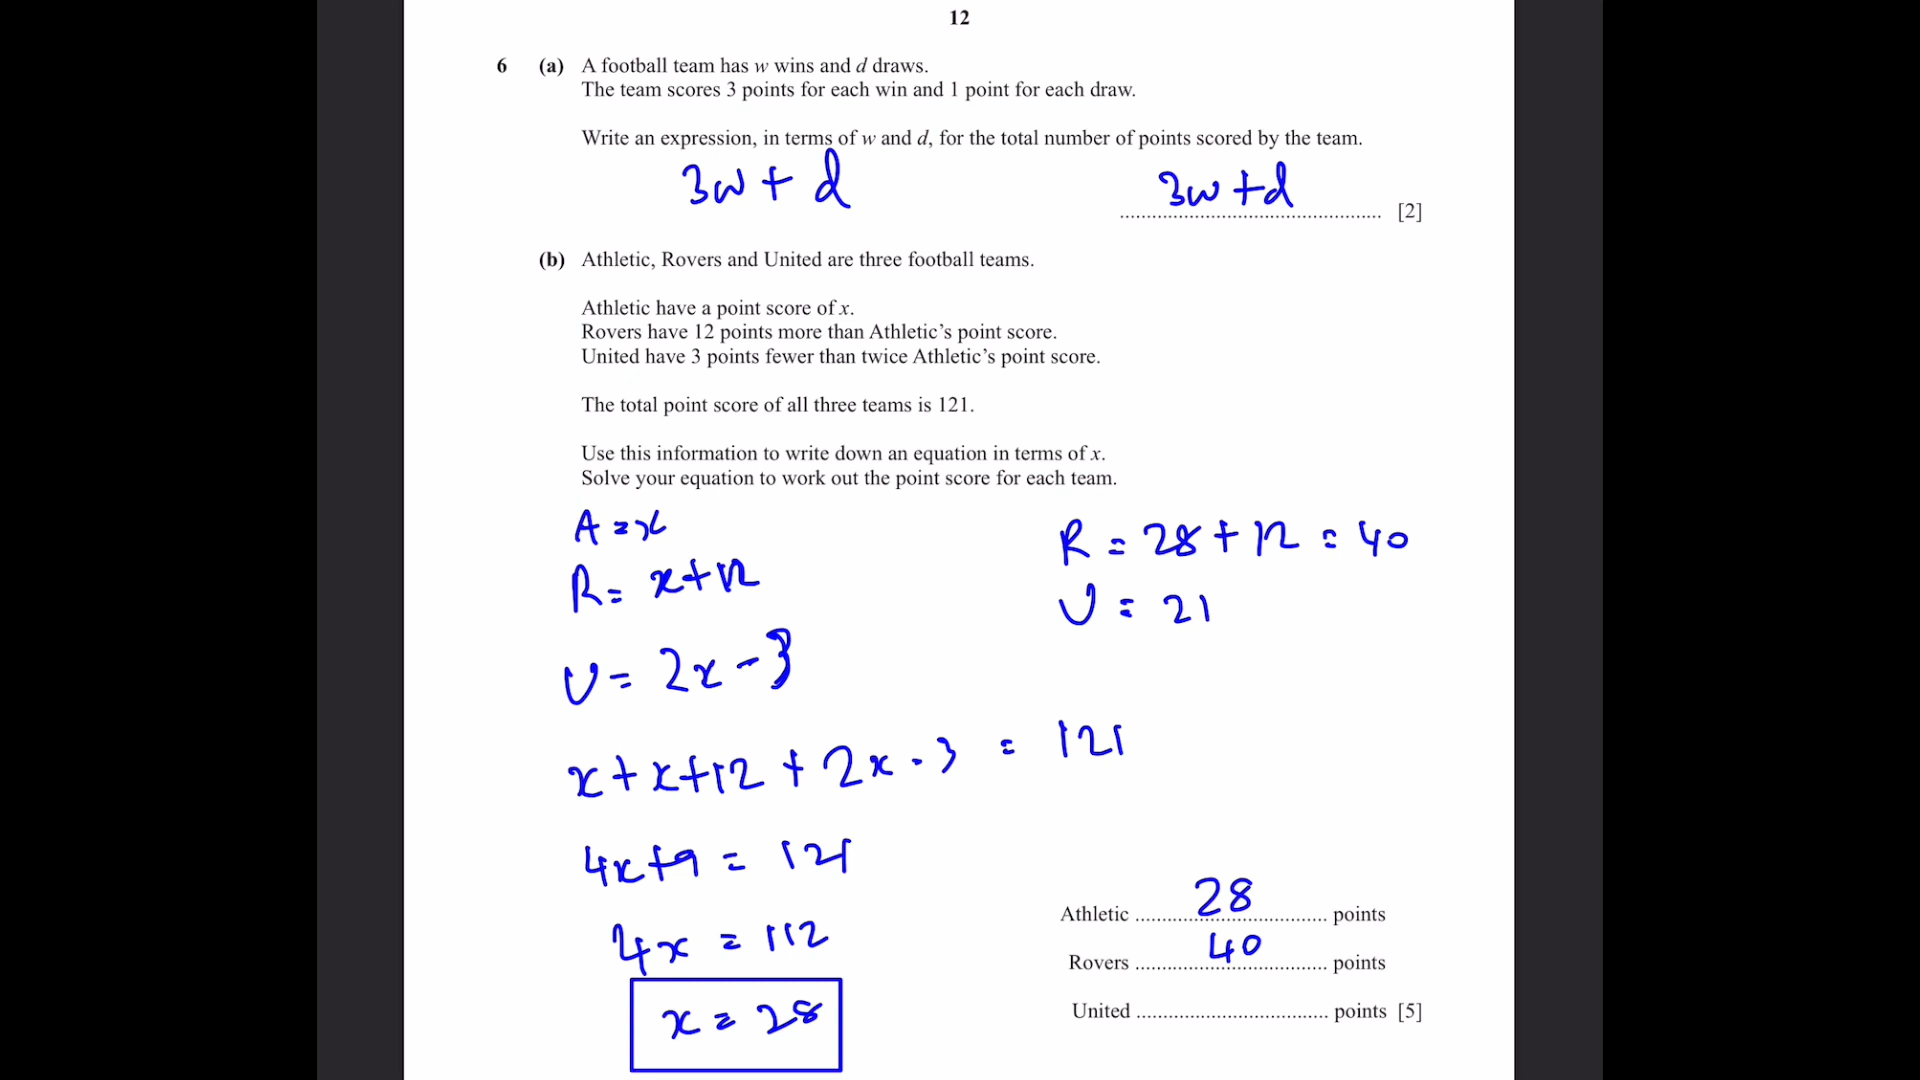 12
6 (a) A football team has w wins and d draws.
The team scores 3 points for each win and 1 point for each draw.
Write an expression, in terms of w and d, for the total number of points scored by the team.
3w + d
3w + d
.................................................. [2]
(b) Athletic, Rovers and United are three football teams.
Athletic have a point score of x.
Rovers have 12 points more than Athletic’s point score.
United have 3 points fewer than twice Athletic’s point score.
The total point score of all three teams is 121.
Use this information to write down an equation in terms of x.
Solve your equation to work out the point score for each team.
A = x
R = x + 12
U = 2x - 3
x + x + 12 + 2x - 3 = 121
4x + 9 = 121
4x = 112
x = 28
R = 28 + 12 = 40
U = 21
Athletic .......... 28 .......... points
Rovers .......... 40 .......... points
United .................................... points [5]